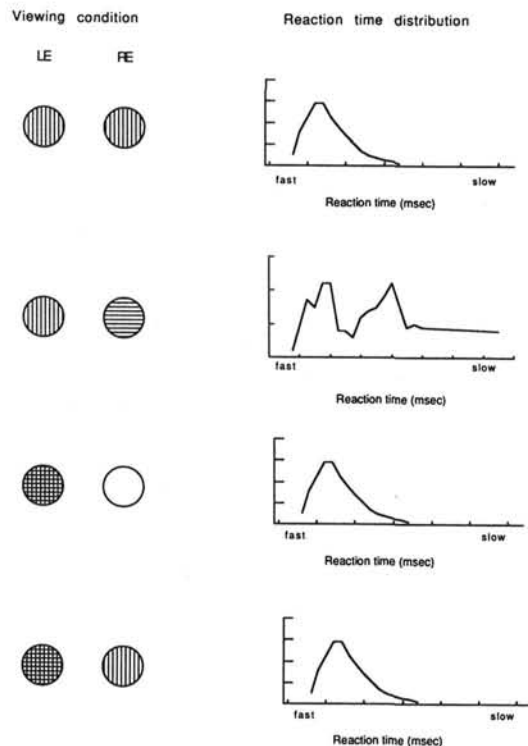 Viewing condition
Reaction time distribution
LE RE
fast slow
Reaction time (msec)
fast slow
Reaction time (msec)
fast slow
Reaction time (msec)
fast slow
Reaction time (msec)